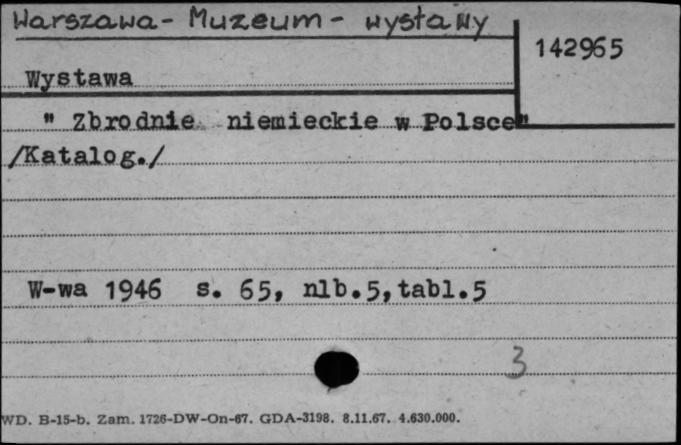 Warszawa - Muzeum - wystawy
142965
Wystawa
" Zbrodnie niemieckie w Polsce"
/Katalog./
W-wa 1946 s. 65, nlb.5,tabl.5
3
WD. B-15-b. Zam. 1726-DW-On-67. GDA-3198. 8.11.67. 4.630.000.